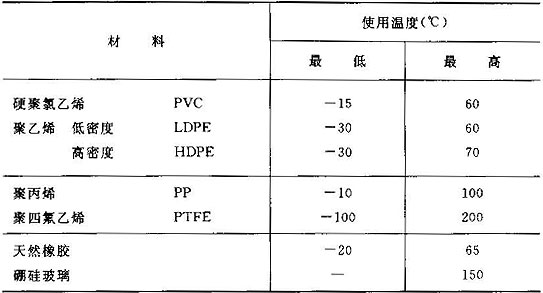 材 料 使用温度(℃)
最 低 最 高
硬聚氯乙烯 PVC －15 60
聚乙烯 低密度 LDPE －30 60
高密度 HDPE －30 70
聚丙烯 PP －10 100
聚四氟乙烯 PTFE －100 200
天然橡胶 －20 65
硼硅玻璃 — 150